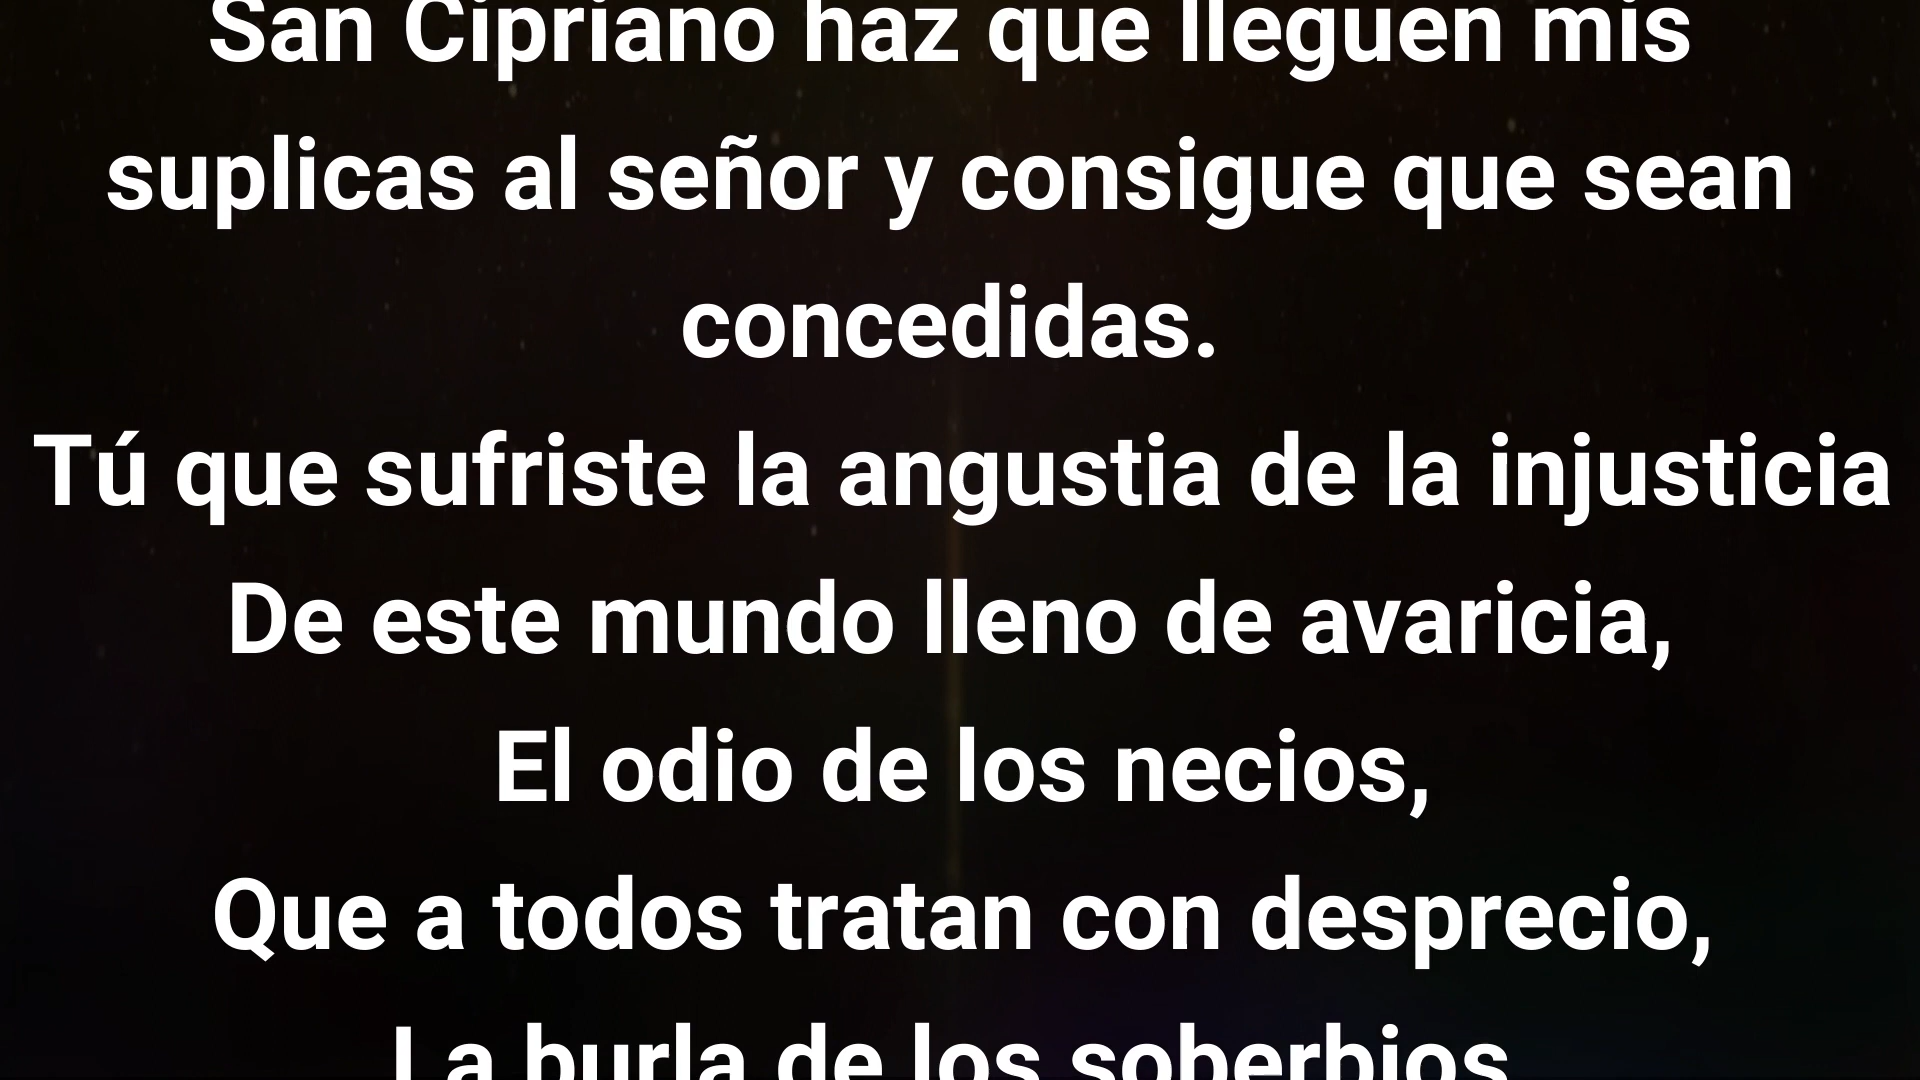 San Cipriano haz que lleguen mis
suplicas al señor y consigue que sean
concedidas.
Tú que sufriste la angustia de la injusticia
De este mundo lleno de avaricia,
El odio de los necios,
Que a todos tratan con desprecio,
La burla de los soberbios